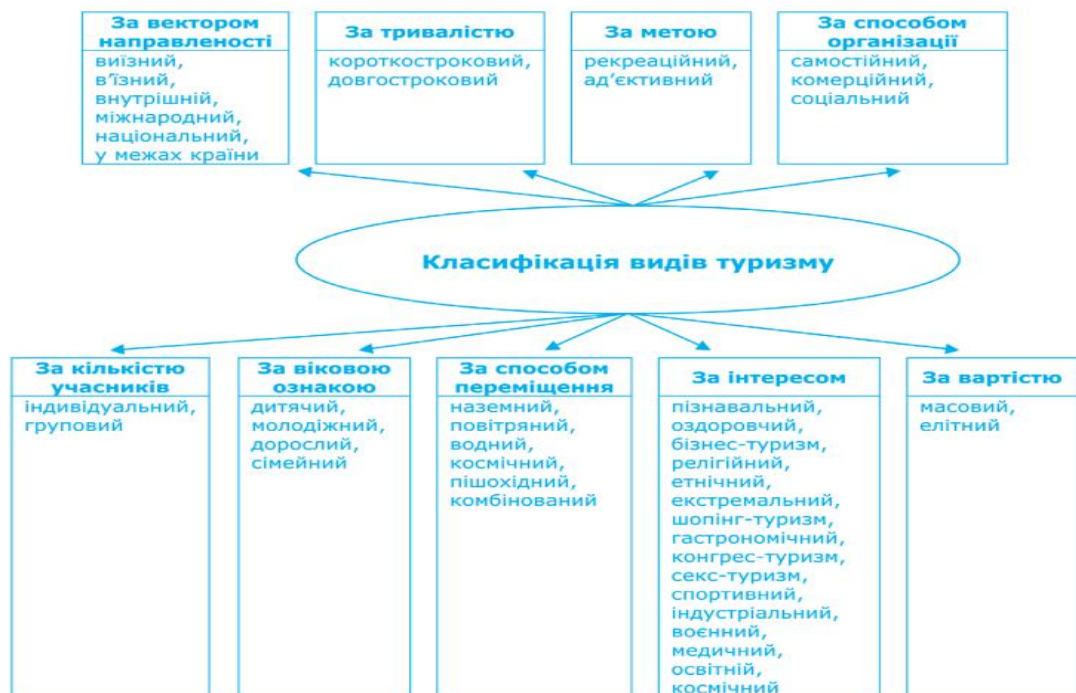 За вектором
направленості
виїзний,
в’їзний,
внутрішній,
міжнародний,
національний,
у межах країни
За тривалістю
короткостроковий,
довгостроковий
За метою
рекреаційний,
ад’єктивний
За способом
організації
самостійний,
комерційний,
соціальний
Класифікація видів туризму
За кількістю
учасників
індивідуальний,
груповий
За віковою
ознакою
дитячий,
молодіжний,
дорослий,
сімейний
За способом
переміщення
наземний,
повітряний,
водний,
космічний,
пішохідний,
комбінований
За інтересом
пізнавальний,
оздоровчий,
бізнес-туризм,
релігійний,
етнічний,
екстремальний,
шопінг-туризм,
гастрономічний,
конгрес-туризм,
секс-туризм,
спортивний,
індустріальний,
воєнний,
медичний,
освітній,
космічний
За вартістю
масовий,
елітний